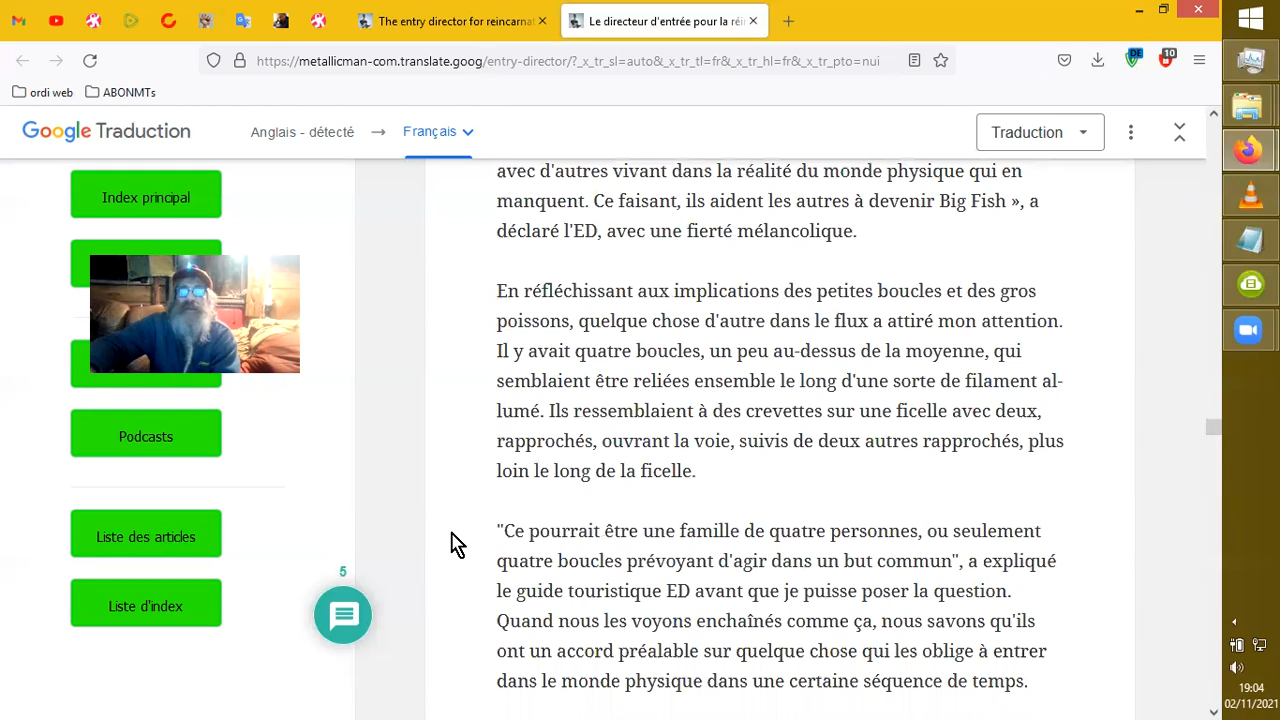 The entry director for reincarnat
Le directeur d'entrée pour la réin
https://metallicman-com.translate.goog/entry-director/?_x_tr_sl=auto&_x_tr_tl=fr&_x_tr_hl=fr&_x_tr_pto=nui
DE
10
ordi web
ABONMTs
Google Traduction
Anglais - détecté
Français
Traduction
Index principal
Podcasts
Liste des articles
Liste d'index
5
avec d'autres vivant dans la réalité du monde physique qui en
manquent. Ce faisant, ils aident les autres à devenir Big Fish », a
déclaré l'ED, avec une fierté mélancolique.
En réfléchissant aux implications des petites boucles et des gros
poissons, quelque chose d'autre dans le flux a attiré mon attention.
Il y avait quatre boucles, un peu au-dessus de la moyenne, qui
semblaient être reliées ensemble le long d'une sorte de filament al-
lumé. Ils ressemblaient à des crevettes sur une ficelle avec deux,
rapprochés, ouvrant la voie, suivis de deux autres rapprochés, plus
loin le long de la ficelle.
"Ce pourrait être une famille de quatre personnes, ou seulement
quatre boucles prévoyant d'agir dans un but commun", a expliqué
le guide touristique ED avant que je puisse poser la question.
Quand nous les voyons enchaînés comme ça, nous savons qu'ils
ont un accord préalable sur quelque chose qui les oblige à entrer
dans le monde physique dans une certaine séquence de temps.
19:04
02/11/2021